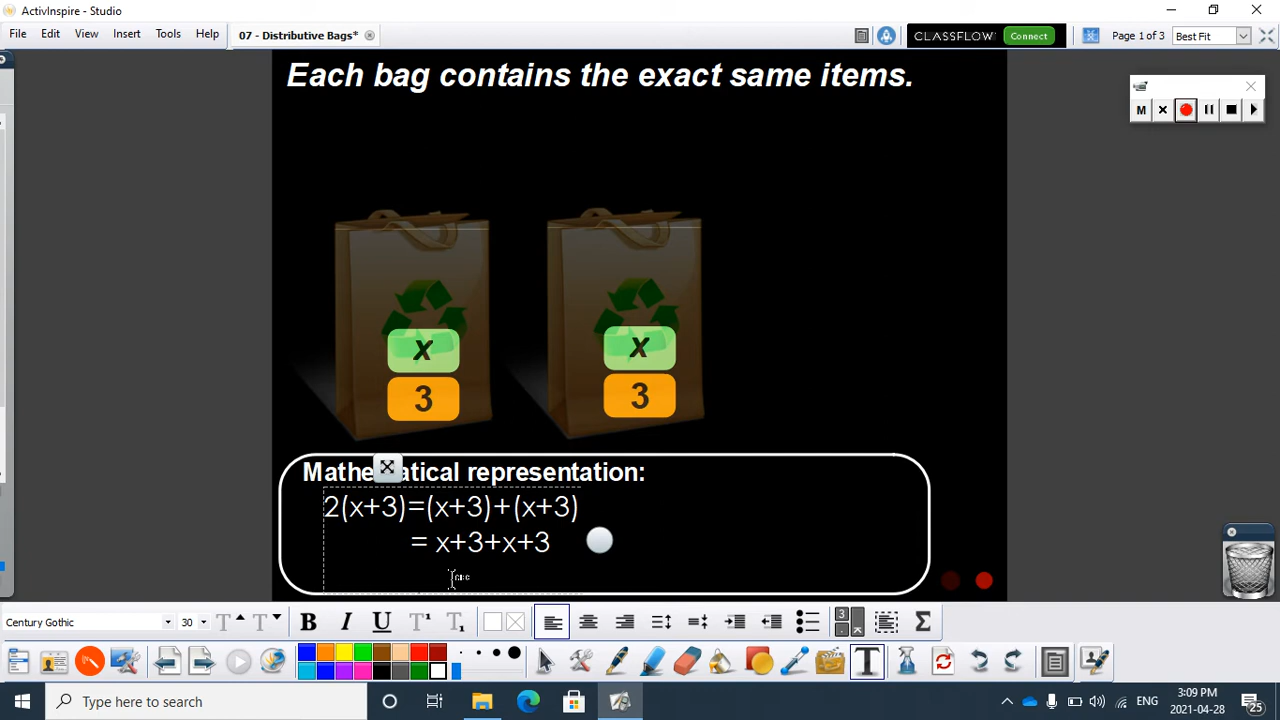 ActivInspire - Studio
File Edit View Insert Tools Help 07 - Distributive Bags* CLASSFLOW Connect Page 1 of 3 Best Fit
Each bag contains the exact same items.
M
x x
3 3
Mathe atical representation:
2(x+3)=(x+3)+(x+3)
= x+3+x+3
Century Gothic 30 B I U T¹ T₁ Σ
T
Type here to search
ENG 3:09 PM
2021-04-28
25